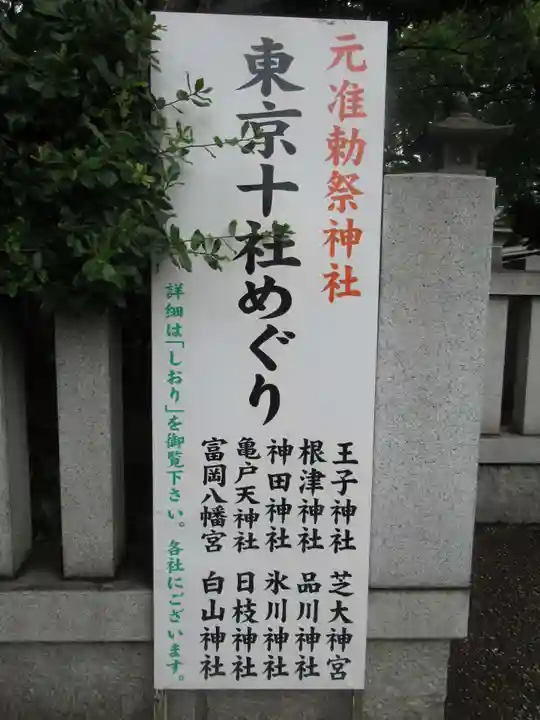 元准勅祭神社
東京十社めぐり
王子神社
根津神社
神田神社
亀戸天神社
富岡八幡宮
芝大神宮
品川神社
氷川神社
日枝神社
白山神社
詳細は「しおり」を御覧下さい。各社にございます。